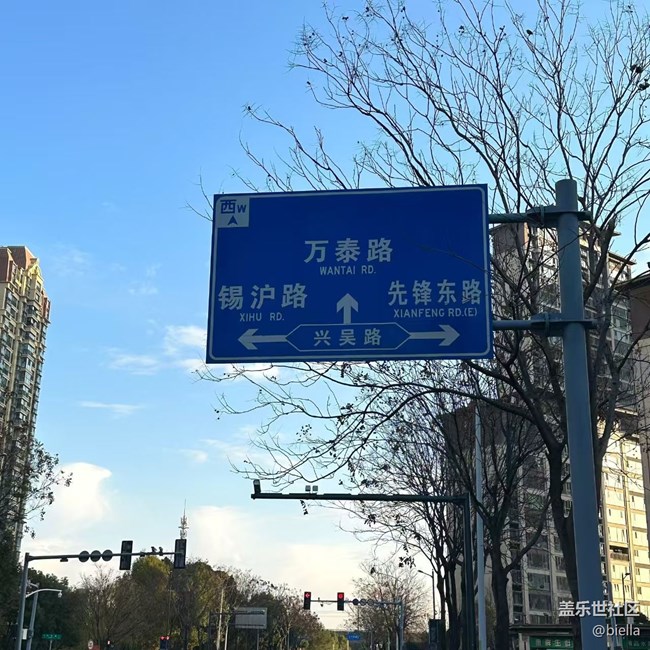 西W
万泰路
WANTAI RD.
锡沪路
XIHU RD.
先锋东路
XIANFENG RD.(E)
兴吴路
盖乐世社区
@biella